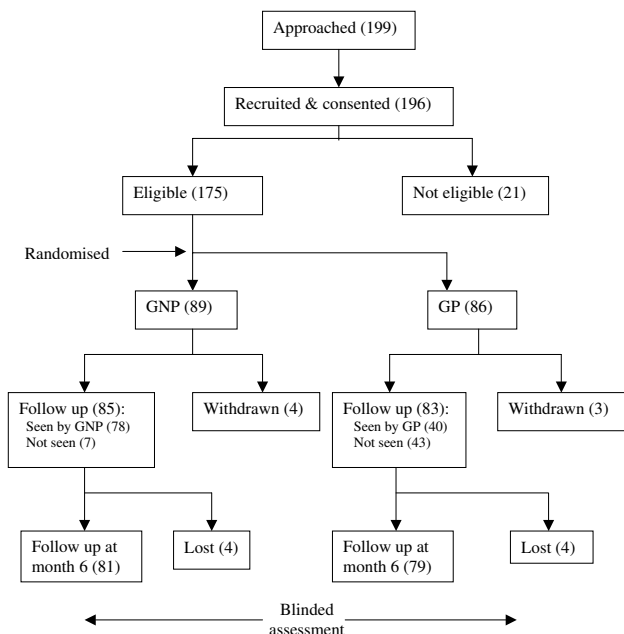 Approached (199)
Recruited & consented (196)
Eligible (175)
Not eligible (21)
Randomised
GNP (89)
GP (86)
Follow up (85):
Seen by GNP (78)
Not seen (7)
Withdrawn (4)
Follow up (83):
Seen by GP (40)
Not seen (43)
Withdrawn (3)
Follow up at
month 6 (81)
Lost (4)
Follow up at
month 6 (79)
Lost (4)
Blinded
assessment